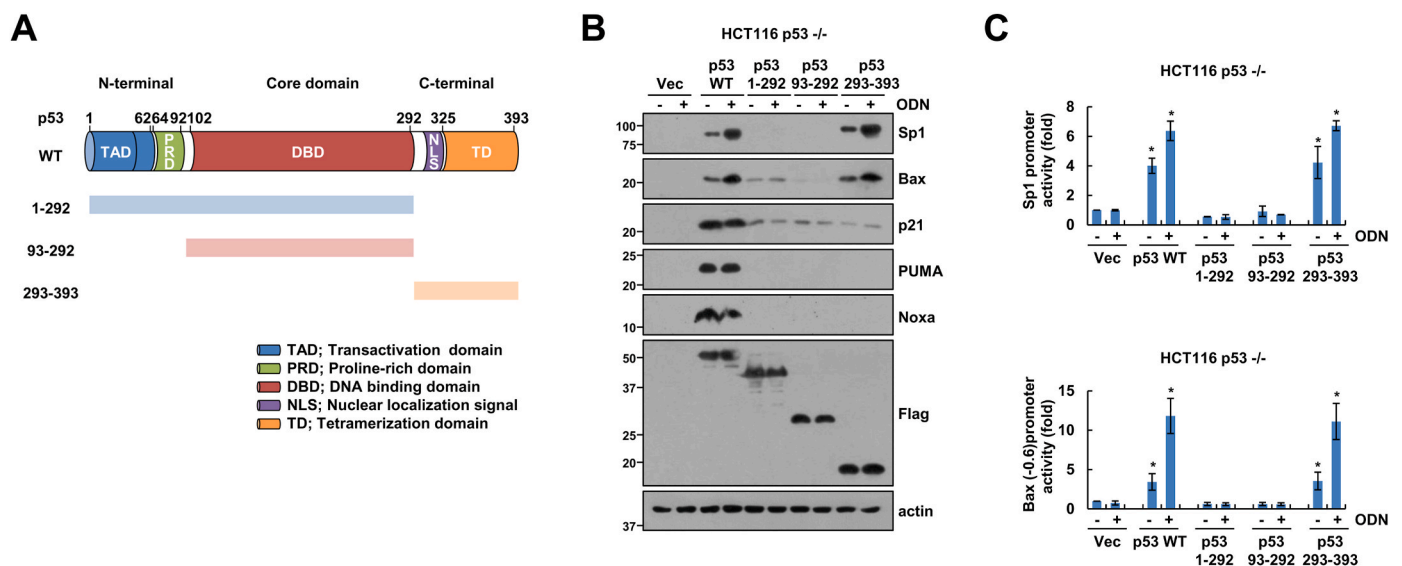 A
N-terminal Core domain C-terminal
p53 1 62 64 92 102 292 325 393
WT TAD PRD DBD NLS TD
1-292
93-292
293-393
TAD; Transactivation domain
PRD; Proline-rich domain
DBD; DNA binding domain
NLS; Nuclear localization signal
TD; Tetramerization domain
B
HCT116 p53 -/-
p53 p53 p53 p53
Vec WT 1-292 93-292 293-393
- + - + - + - + - + ODN
100
75
Sp1
20
Bax
20
p21
25
20
PUMA
10
Noxa
50
37
25
20
Flag
37
actin
C
HCT116 p53 -/-
Sp1 promoter
activity (fold)
8
6
4
2
0
* * * *
- + - + - + - + - + ODN
Vec p53 WT p53 p53 p53
1-292 93-292 293-393
HCT116 p53 -/-
Bax (-0.6)promoter
activity (fold)
15
10
5
0
* * * *
- + - + - + - + - + ODN
Vec p53 WT p53 p53 p53
1-292 93-292 293-393